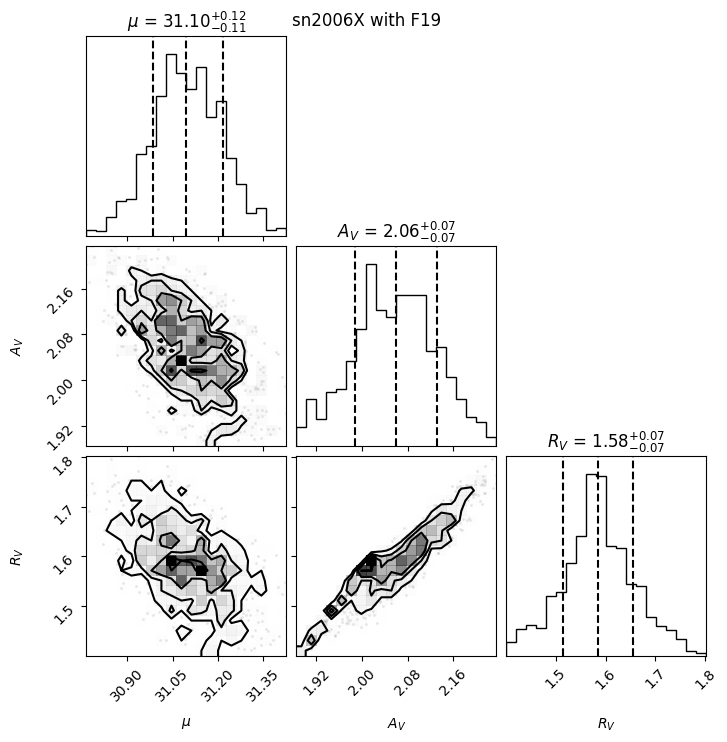 μ = 31.10+0.12−0.11
sn2006X with F19
A_V = 2.06+0.07−0.07
2.16
2.08
2.00
1.92
A_V
R_V = 1.58+0.07−0.07
1.8
1.7
1.6
1.5
R_V
30.90 31.05 31.20 31.35
1.92 2.00 2.08 2.16
1.5 1.6 1.7 1.8
μ
A_V
R_V